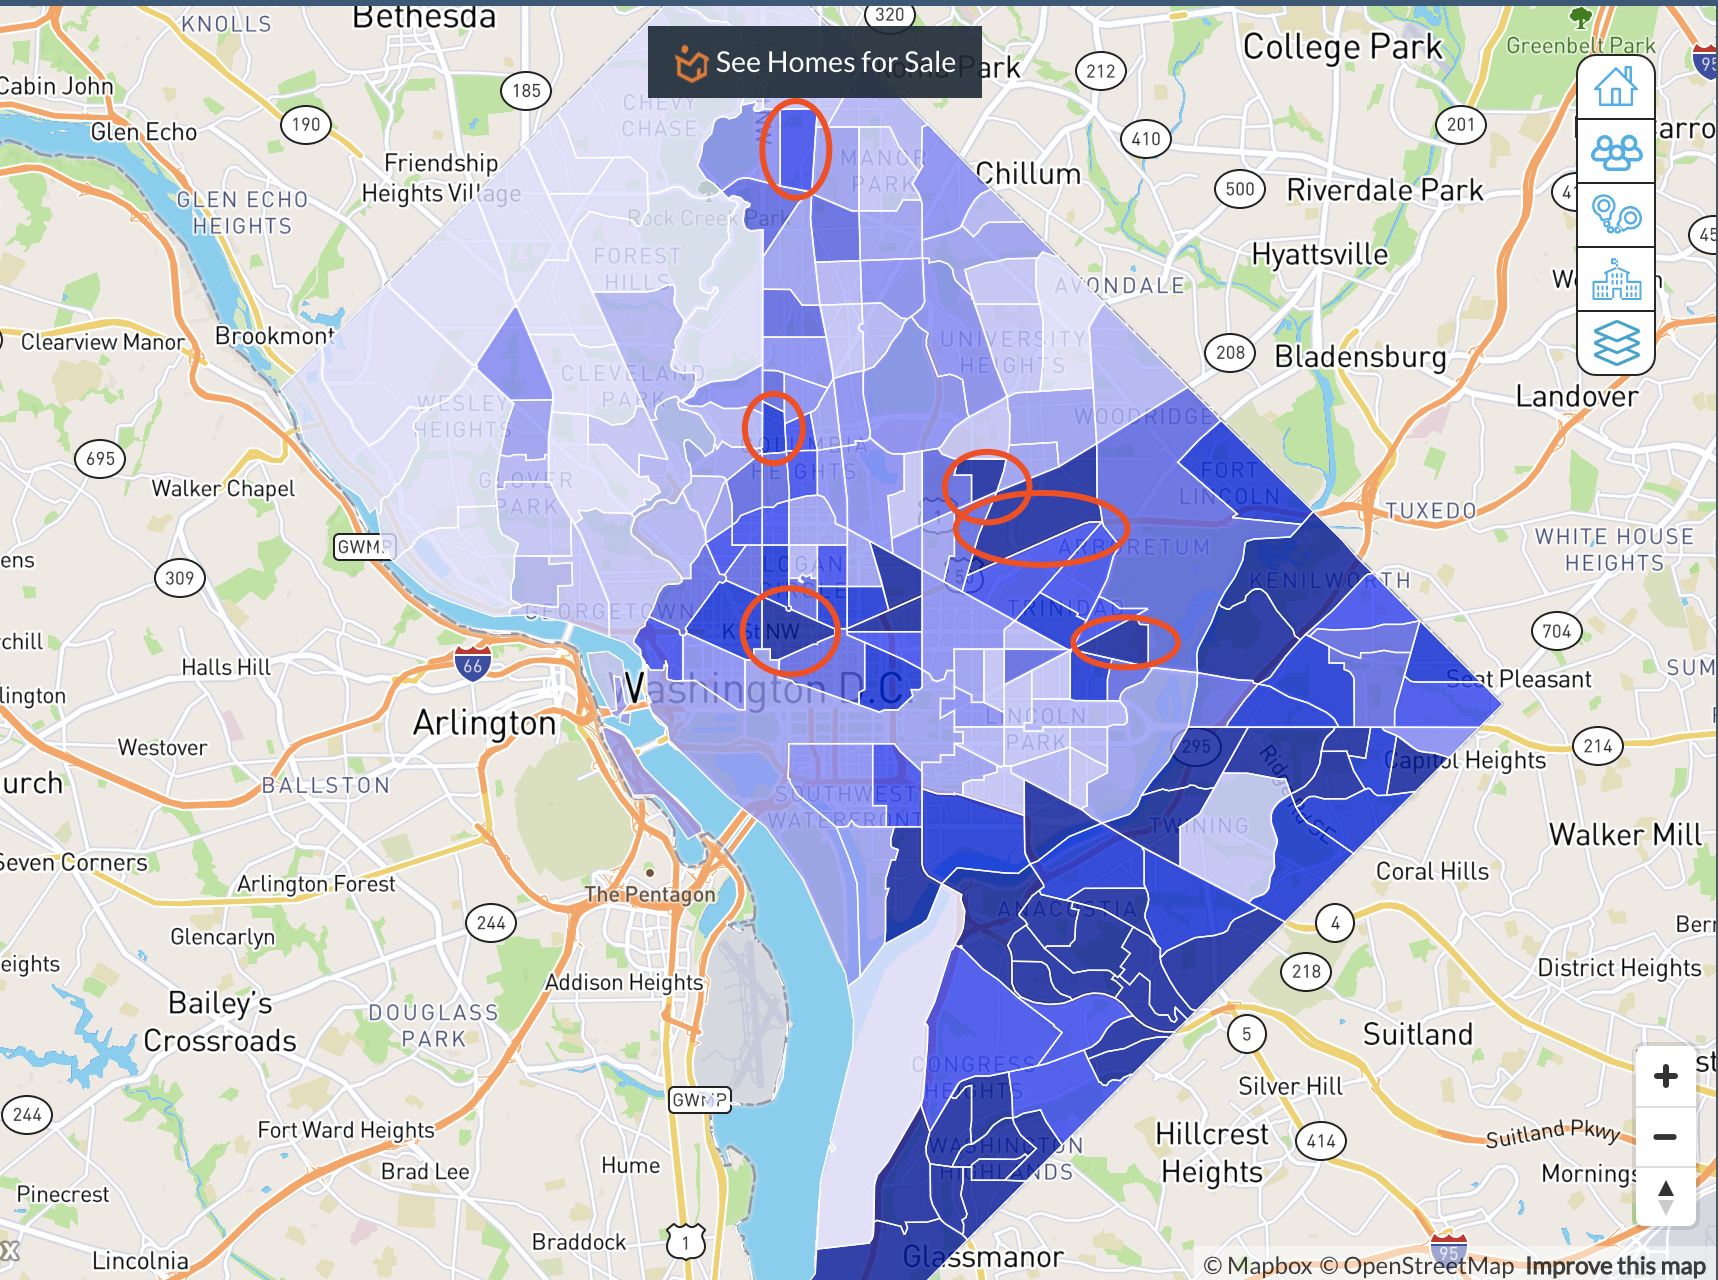 KNOLLS
Bethesda
320
See Homes for Sale
Park
212
College Park
Greenbelt Park
95
Cabin John
185
CHEVY
CHASE
NW
190
Glen Echo
410
201
Friendship
Heights Village
MANOR
PARK
Chillum
500
Riverdale Park
GLEN ECHO
HEIGHTS
Rock Creek Park
Hyattsville
45
FOREST
HILLS
AVONDALE
Brookmont
Clearview Manor
UNIVERSITY
HEIGHTS
208
Bladensburg
CLEVELAND
PARK
Landover
WESLEY
HEIGHTS
WOODRIDGE
695
COLUMBIA
HEIGHTS
FORT
LINCOLN
Walker Chapel
GLOVER
PARK
1
TUXEDO
GWMP
ARBORETUM
WHITE HOUSE
HEIGHTS
309
LOGAN
CIRCLE
50
KENILWORTH
GEORGETOWN
TRINIDAD
K St NW
704
Halls Hill
66
Seat Pleasant
Washington D.C.
Arlington
LINCOLN
PARK
Westover
295
214
BALLSTON
Ridge
Capitol Heights
SOUTHWEST
WATERFRONT
TWINING
Walker Mill
Seven Corners
Arlington Forest
The Pentagon
Coral Hills
244
ANACOSTIA
4
Glencarlyn
218
District Heights
Addison Heights
Bailey's
Crossroads
DOUGLASS
PARK
5
Suitland
CONGRESS
HEIGHTS
Silver Hill
GWMP
244
Fort Ward Heights
WASHINGTON
HIGHLANDS
Hillcrest
Heights
414
Suitland Pkwy
Brad Lee
Hume
Pinecrest
Braddock
1
Glassmanor
95
Lincolnia
© Mapbox © OpenStreetMap Improve this map